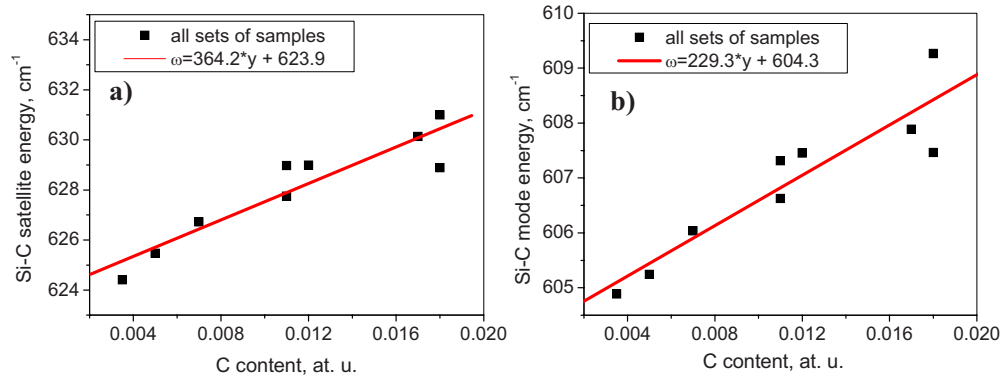 all sets of samples
ω=364.2*y + 623.9
a)
Si-C satellite energy, cm⁻¹
634
632
630
628
626
624
0.004
0.008
0.012
0.016
0.020
C content, at. u.
all sets of samples
ω=229.3*y + 604.3
b)
Si-C mode energy, cm⁻¹
609
608
607
606
605
0.004
0.008
0.012
0.016
0.020
C content, at. u.